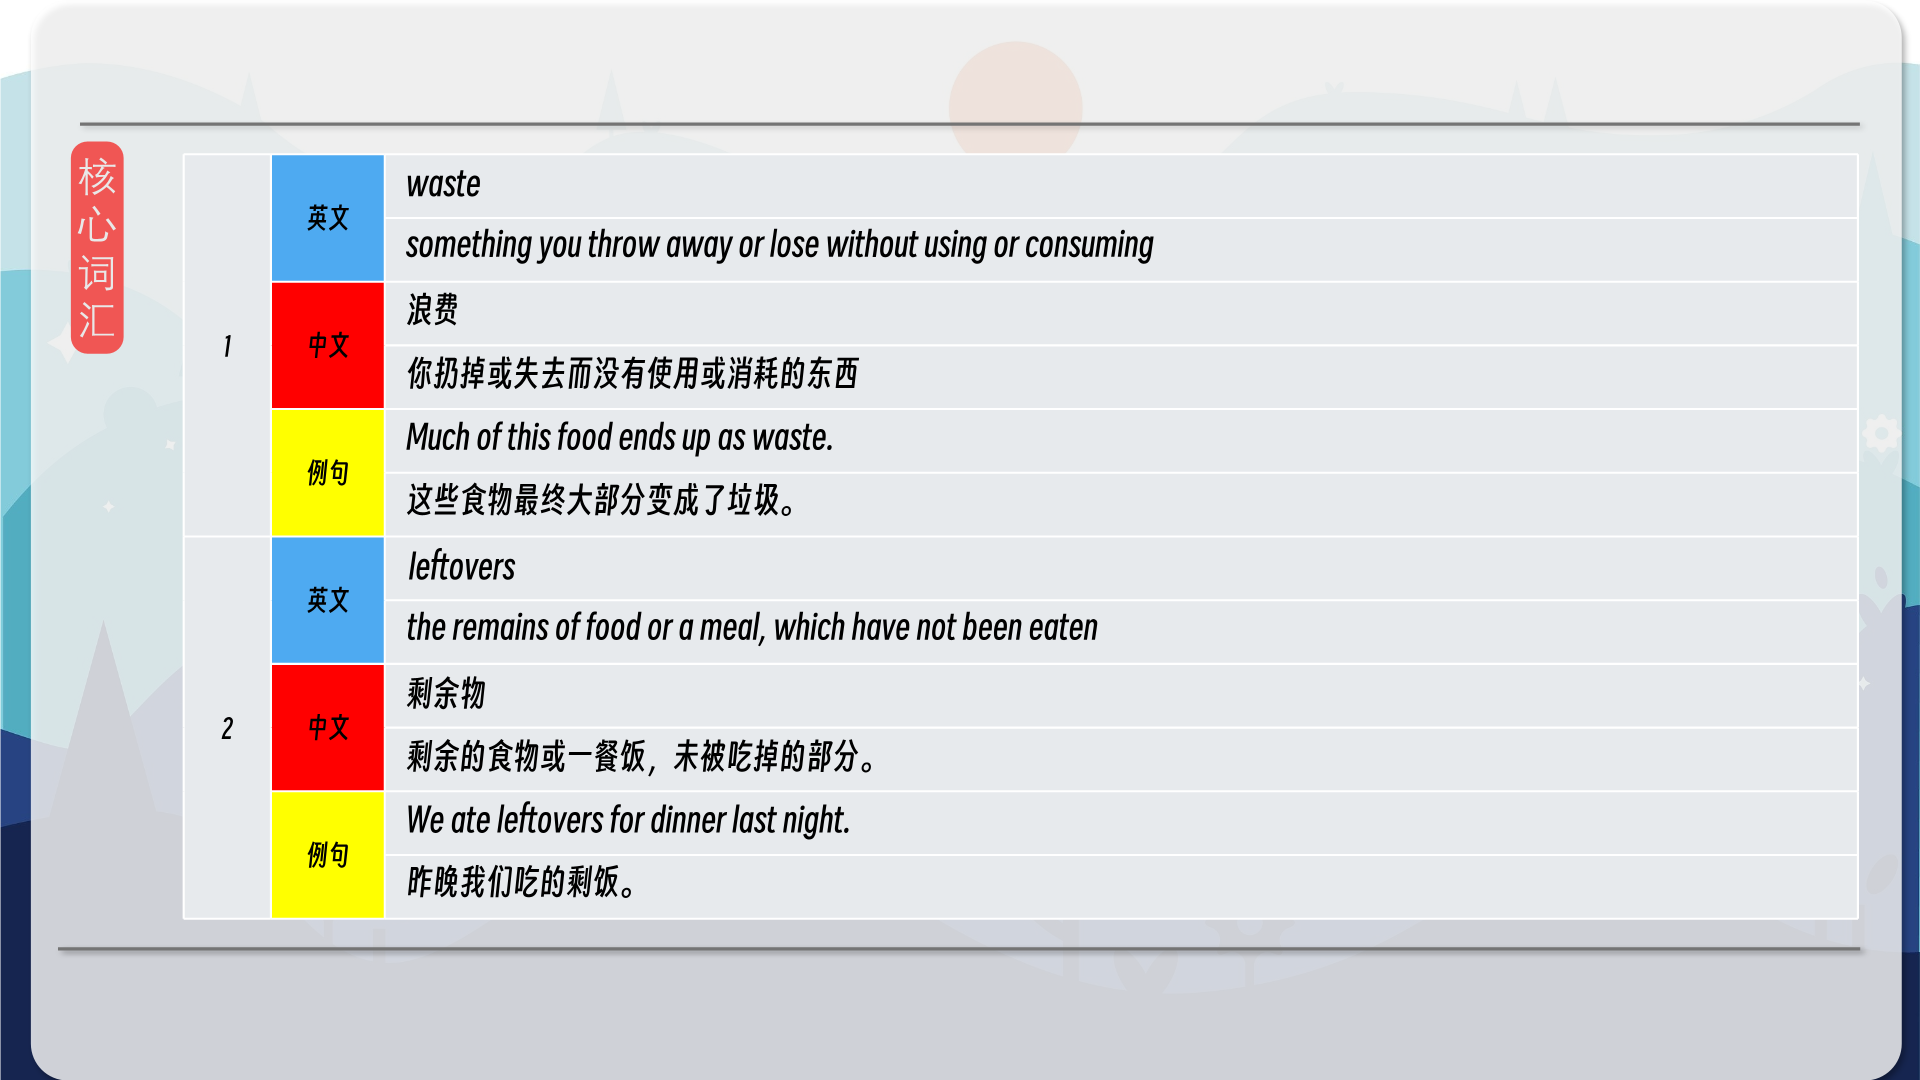 核心词汇
1
英文
waste
something you throw away or lose without using or consuming
中文
浪费
你扔掉或失去而没有使用或消耗的东西
例句
Much of this food ends up as waste.
这些食物最终大部分变成了垃圾。
2
英文
leftovers
the remains of food or a meal, which have not been eaten
中文
剩余物
剩余的食物或一餐饭，未被吃掉的部分。
例句
We ate leftovers for dinner last night.
昨晚我们吃的剩饭。